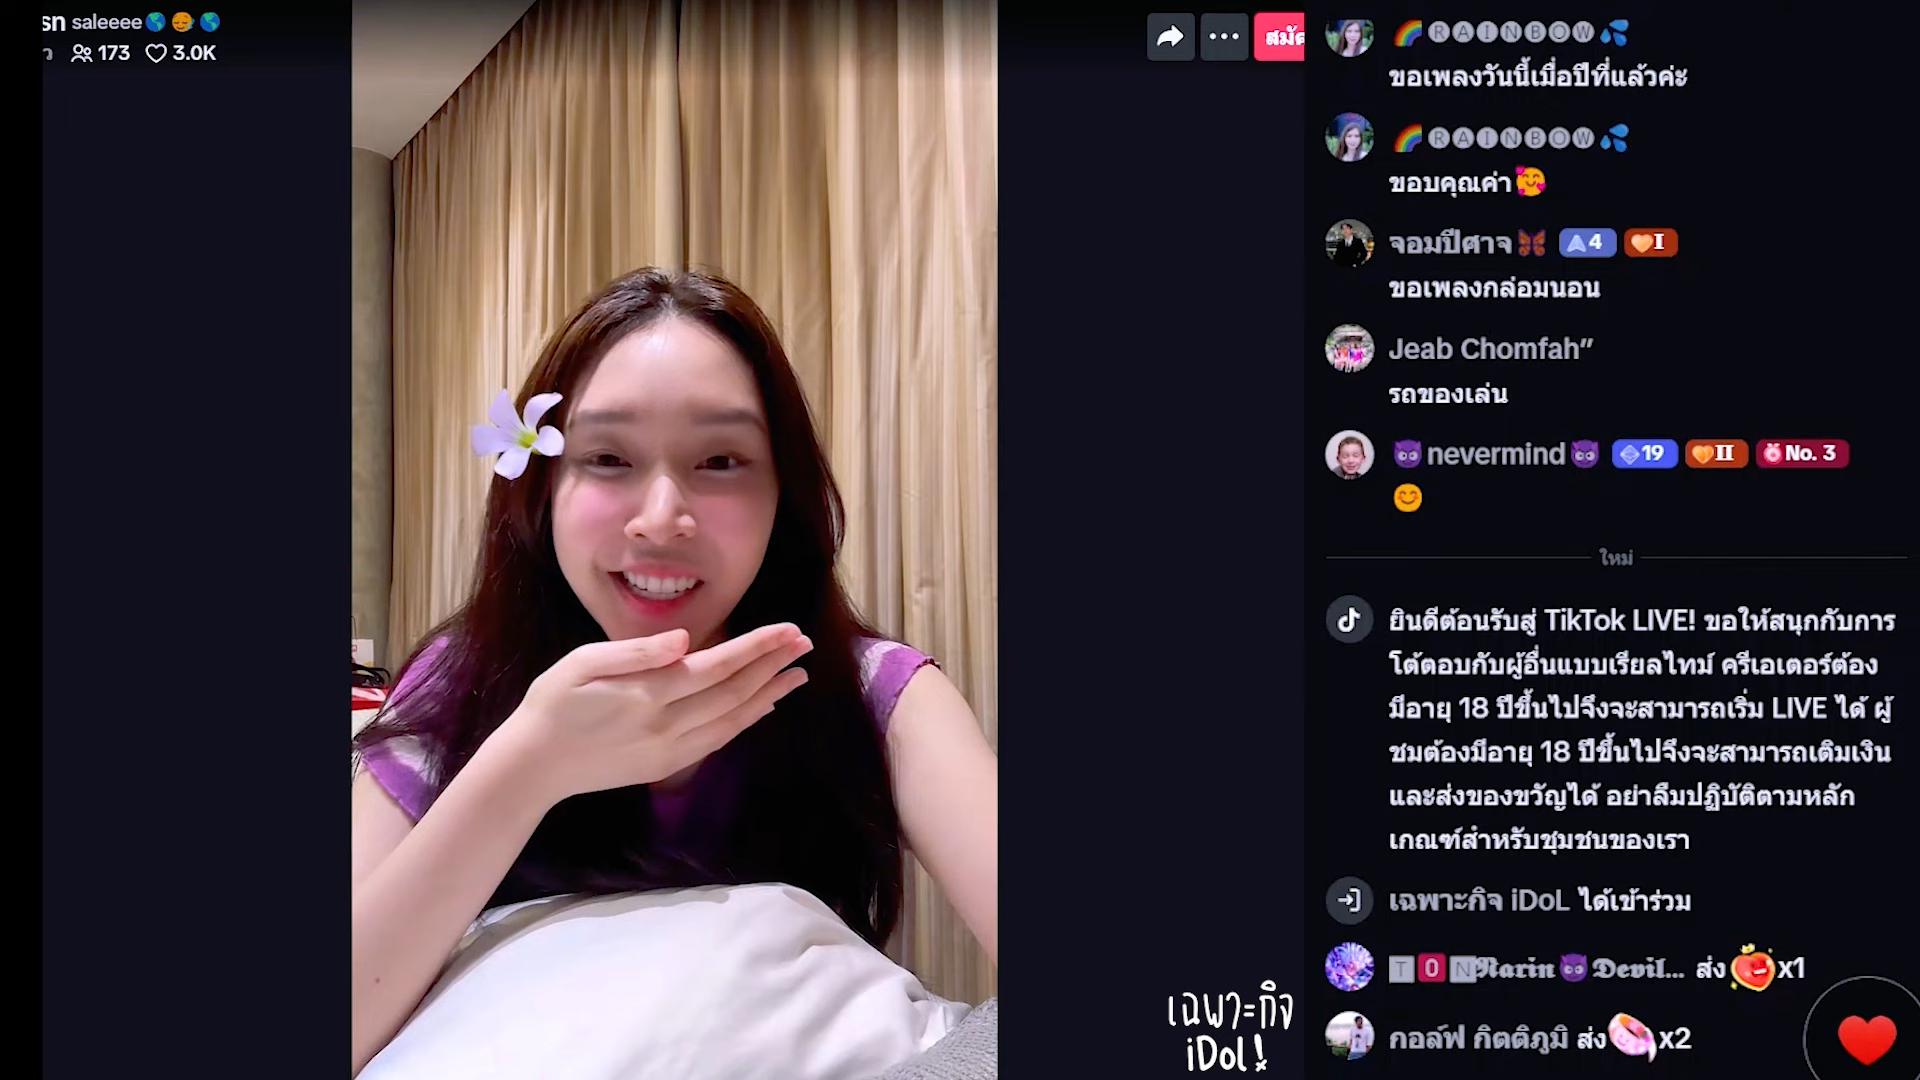 sn saleeee🌎🥴🌎
173 3.0K
สมัค
🌈🅡🅐🅘🅝🅑🅞🅦💦
ขอเพลงวันนี้เมื่อปีที่แล้วค่ะ
🌈🅡🅐🅘🅝🅑🅞🅦💦
ขอบคุณค่า🥰
จอมปีศาจ🦋 4 I
ขอเพลงกล่อมนอน
Jeab Chomfah”
รถของเล่น
😈nevermind😈 19 II No. 3
😊
ใหม่
ยินดีต้อนรับสู่ TikTok LIVE! ขอให้สนุกกับการ
โต้ตอบกับผู้อื่นแบบเรียลไทม์ ครีเอเตอร์ต้อง
มีอายุ 18 ปีขึ้นไปจึงจะสามารถเริ่ม LIVE ได้ ผู้
ชมต้องมีอายุ 18 ปีขึ้นไปจึงจะสามารถเติมเงิน
และส่งของขวัญได้ อย่าลืมปฏิบัติตามหลัก
เกณฑ์สำหรับชุมชนของเรา
เฉพาะกิจ iDoL ได้เข้าร่วม
🅃🄾🄽𝕹𝖆𝖗𝖎𝖓😈𝕯𝖊𝖛𝖎𝖑... ส่ง x1
กอล์ฟ กิตติภูมิ ส่ง x2
เฉพาะกิจ
iDol!